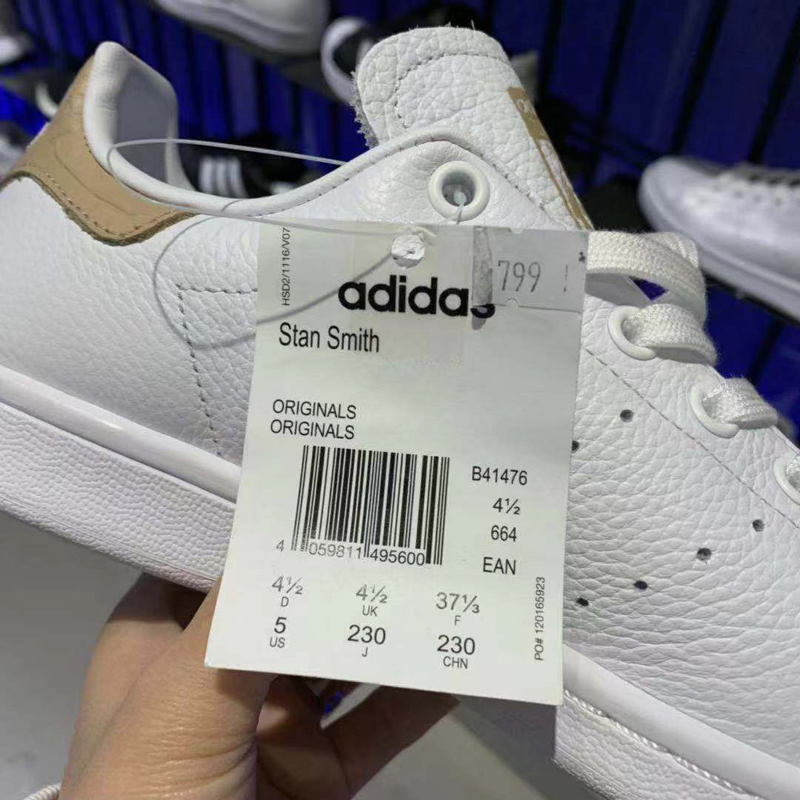 HSD2/1116/V07
799 !
adidas
Stan Smith
ORIGINALS
ORIGINALS
B41476
4½
664
4 059811 495600
EAN
4½ 4½ 37⅓
D UK F
5 230 230
US J CHN
PO# 120165923